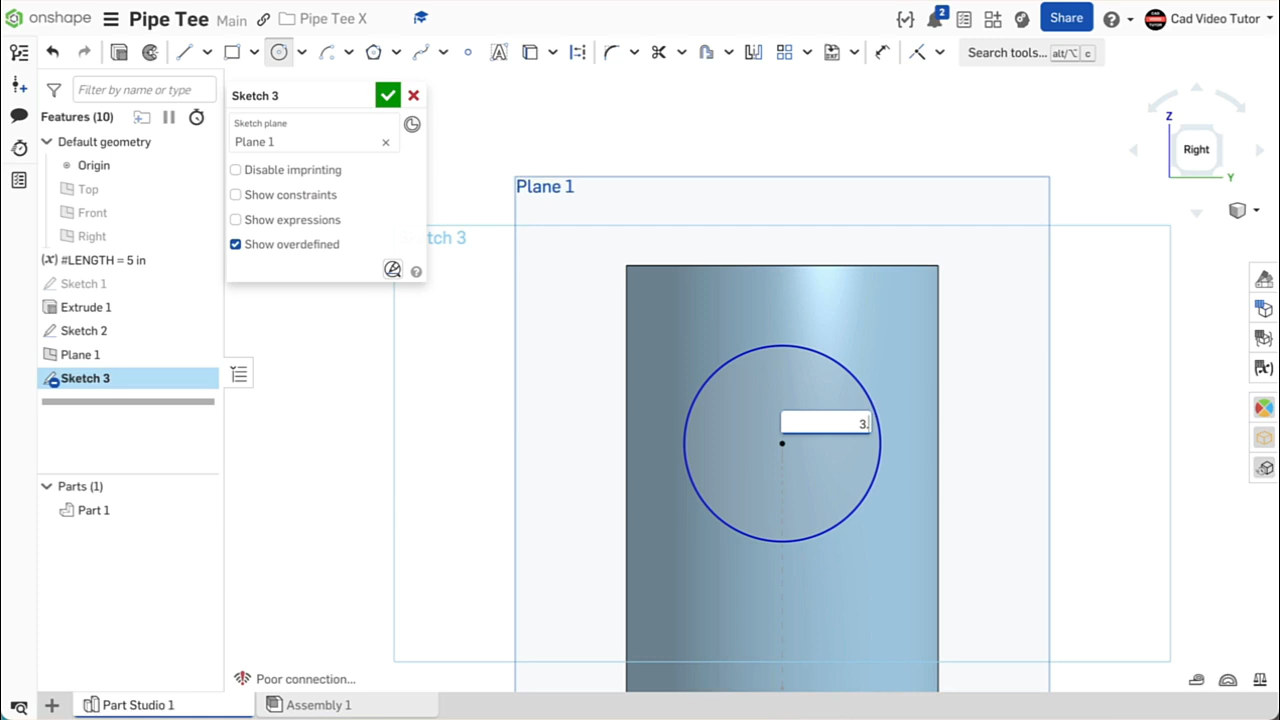 onshape Pipe Tee Main Pipe Tee X 2 Share Cad Video Tutor
Search tools... alt/⌥ c
Filter by name or type
Features (10)
Default geometry
Origin
Top
Front
Right
(x) #LENGTH = 5 in
Sketch 1
Extrude 1
Sketch 2
Plane 1
Sketch 3
Parts (1)
Part 1
Sketch 3
Sketch plane
Plane 1
Disable imprinting
Show constraints
Show expressions
Show overdefined
tch 3
Plane 1
3.
Z
Right
Y
Poor connection...
Part Studio 1
Assembly 1